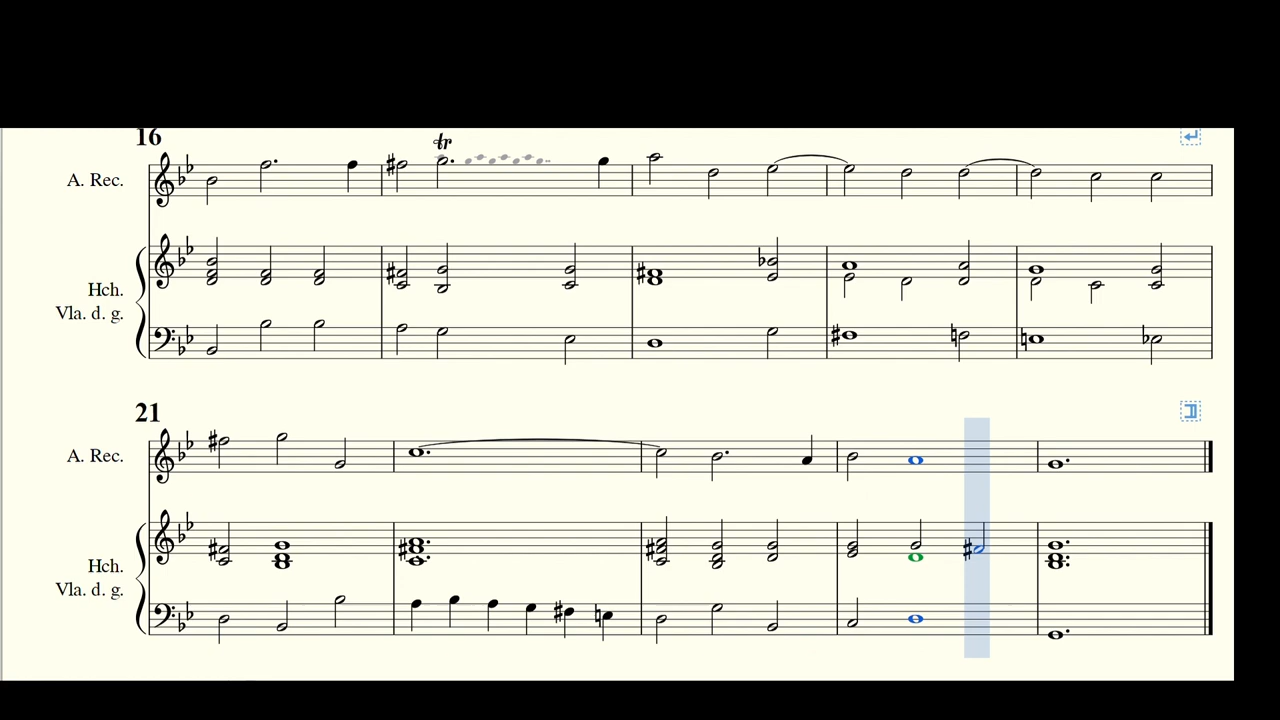 16
tr
A. Rec.
Hch.
Vla. d. g.
21
A. Rec.
Hch.
Vla. d. g.